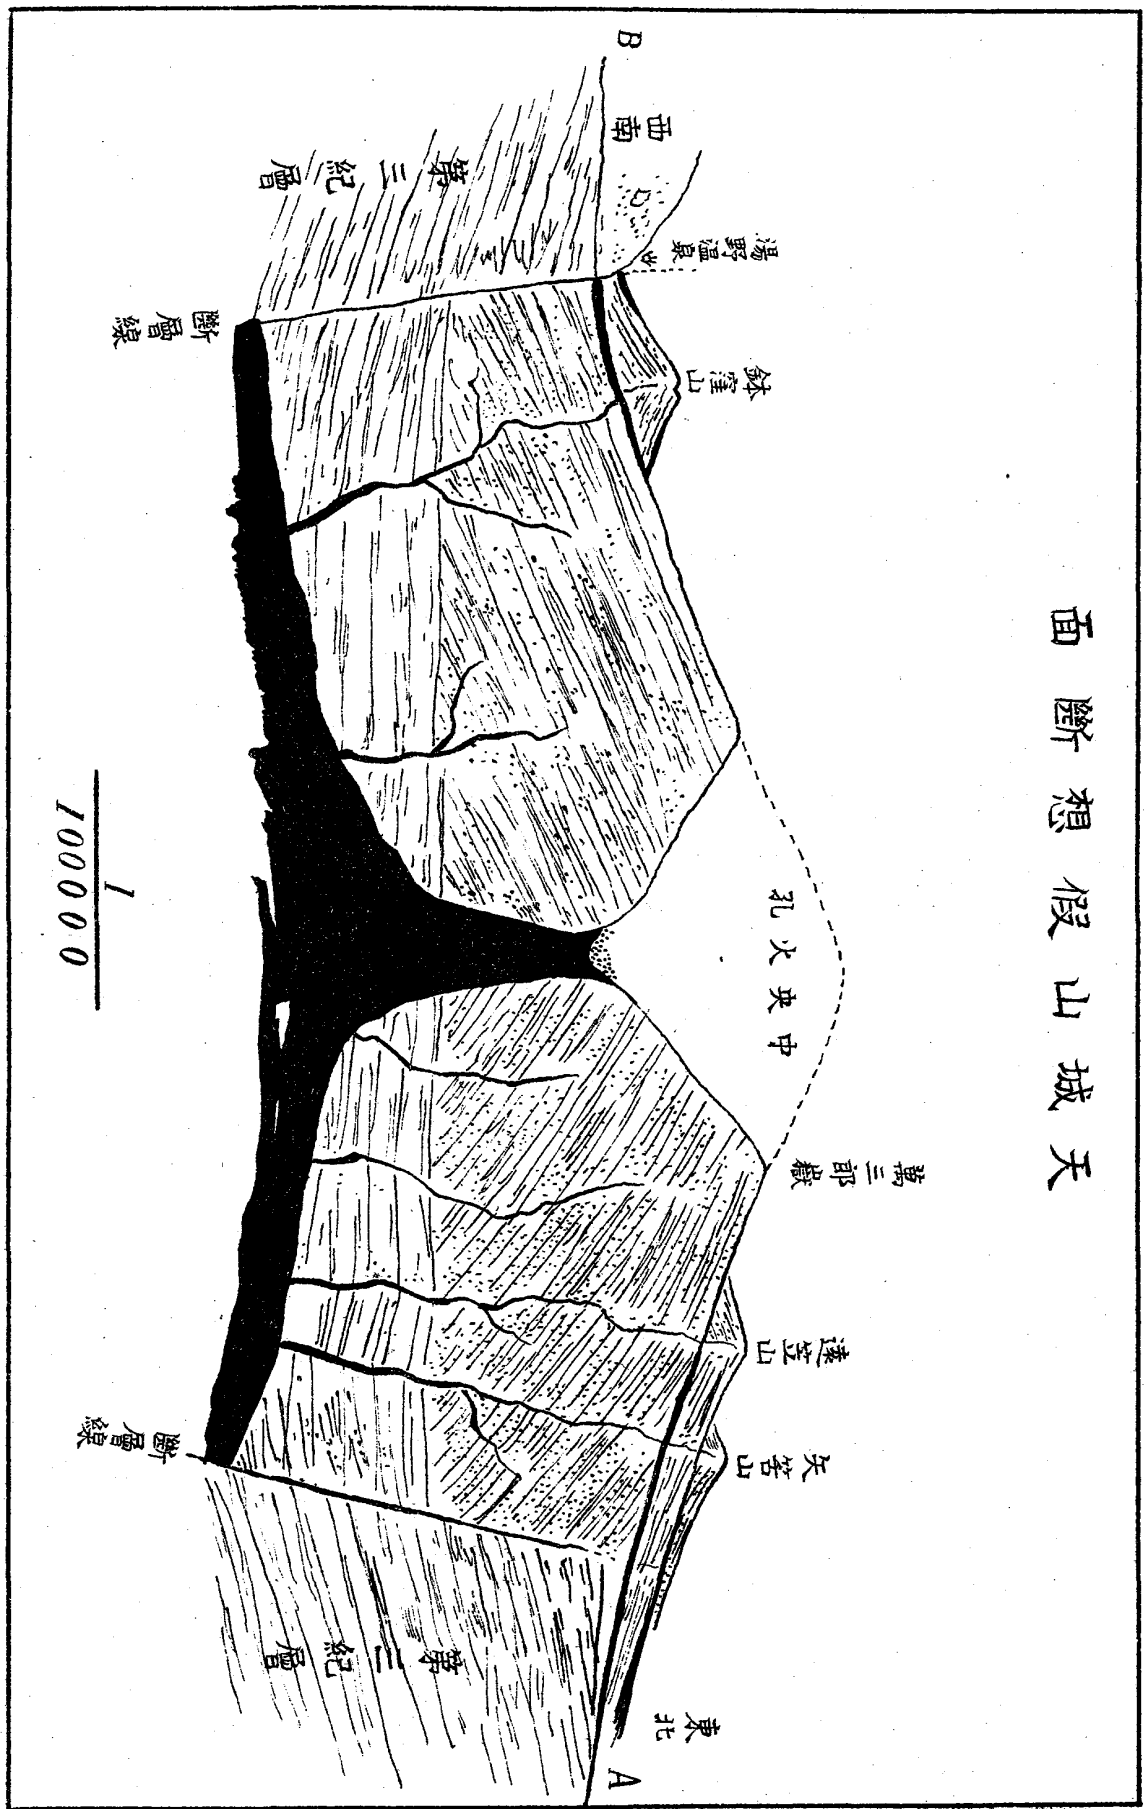 天城山假想斷面
中央火孔
萬三郎嶽
遠笠山
矢筈山
鉢窪山
湯野温泉
西南
B
東北
A
第三紀層
第三紀層
斷層線
斷層線
1
100000